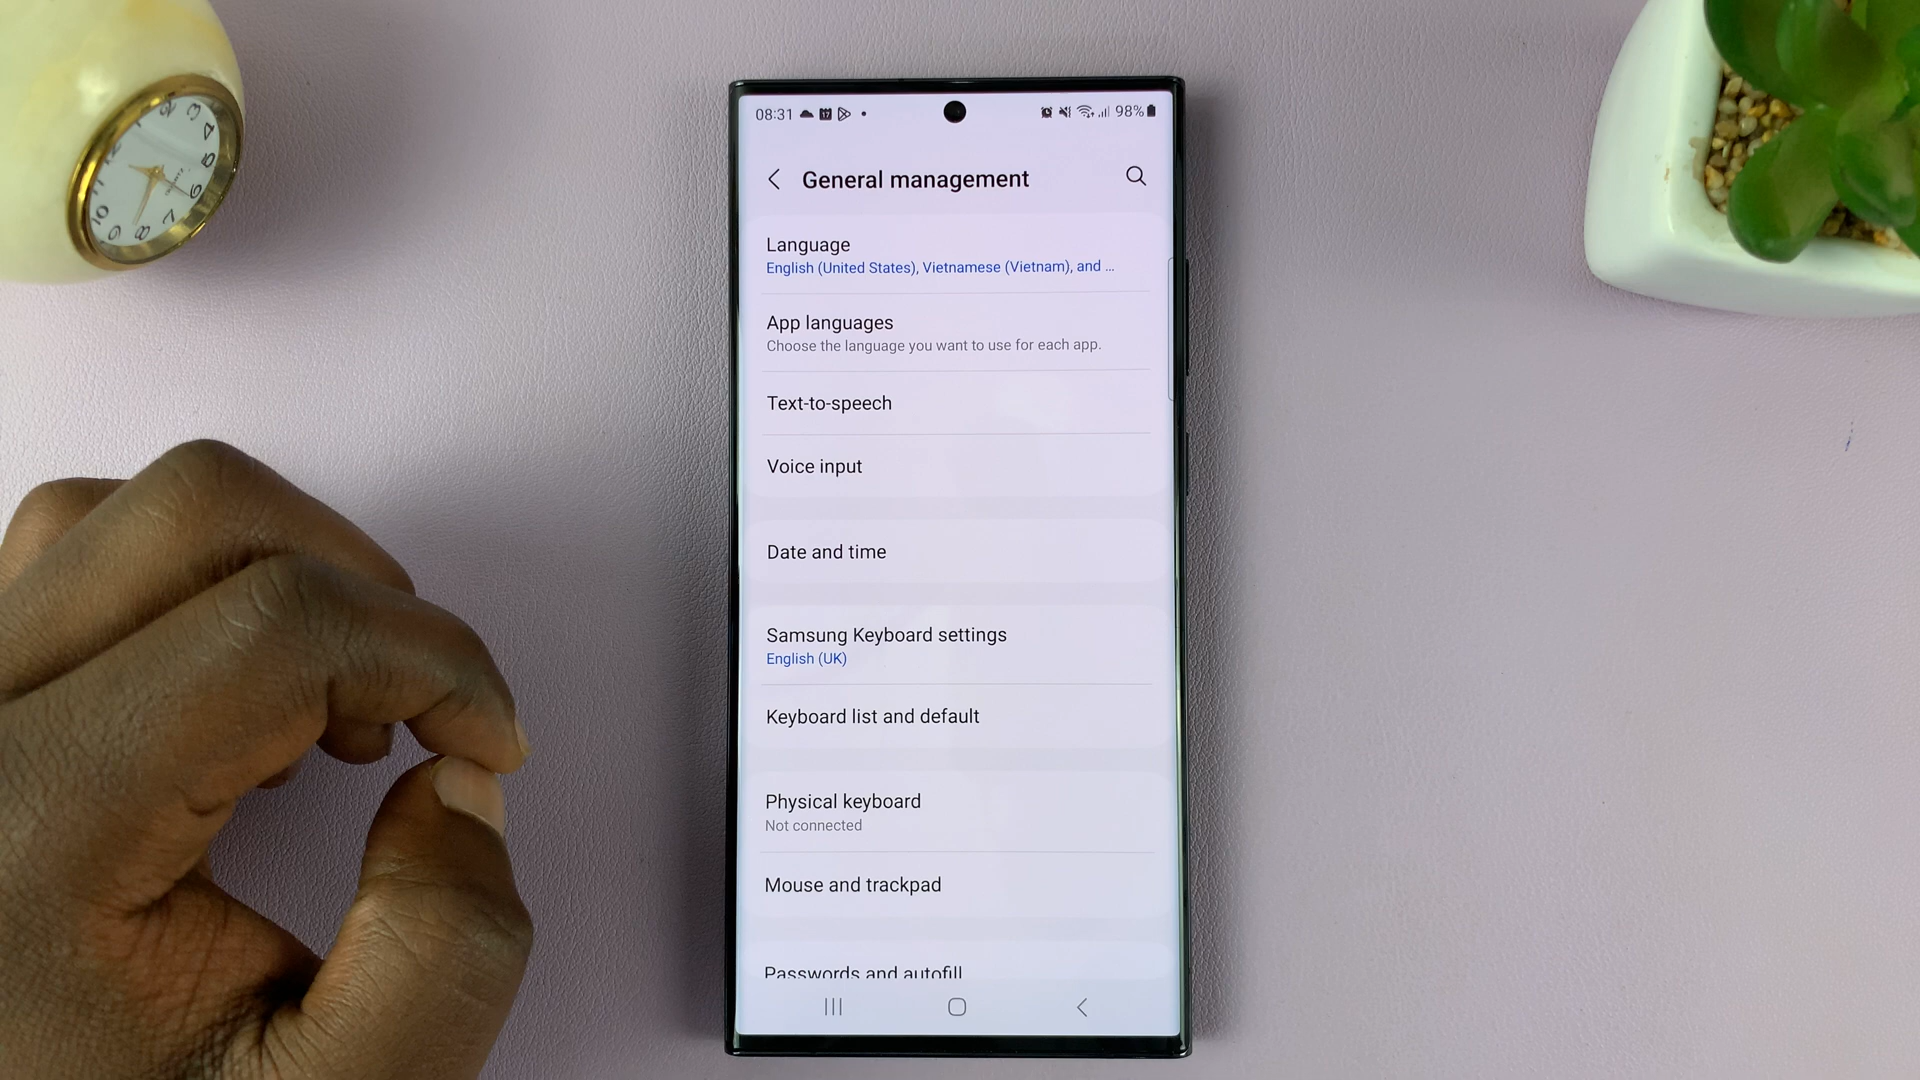 08:31
98%
General management
Language
English (United States), Vietnamese (Vietnam), and ...
App languages
Choose the language you want to use for each app.
Text-to-speech
Voice input
Date and time
Samsung Keyboard settings
English (UK)
Keyboard list and default
Physical keyboard
Not connected
Mouse and trackpad
Passwords and autofill